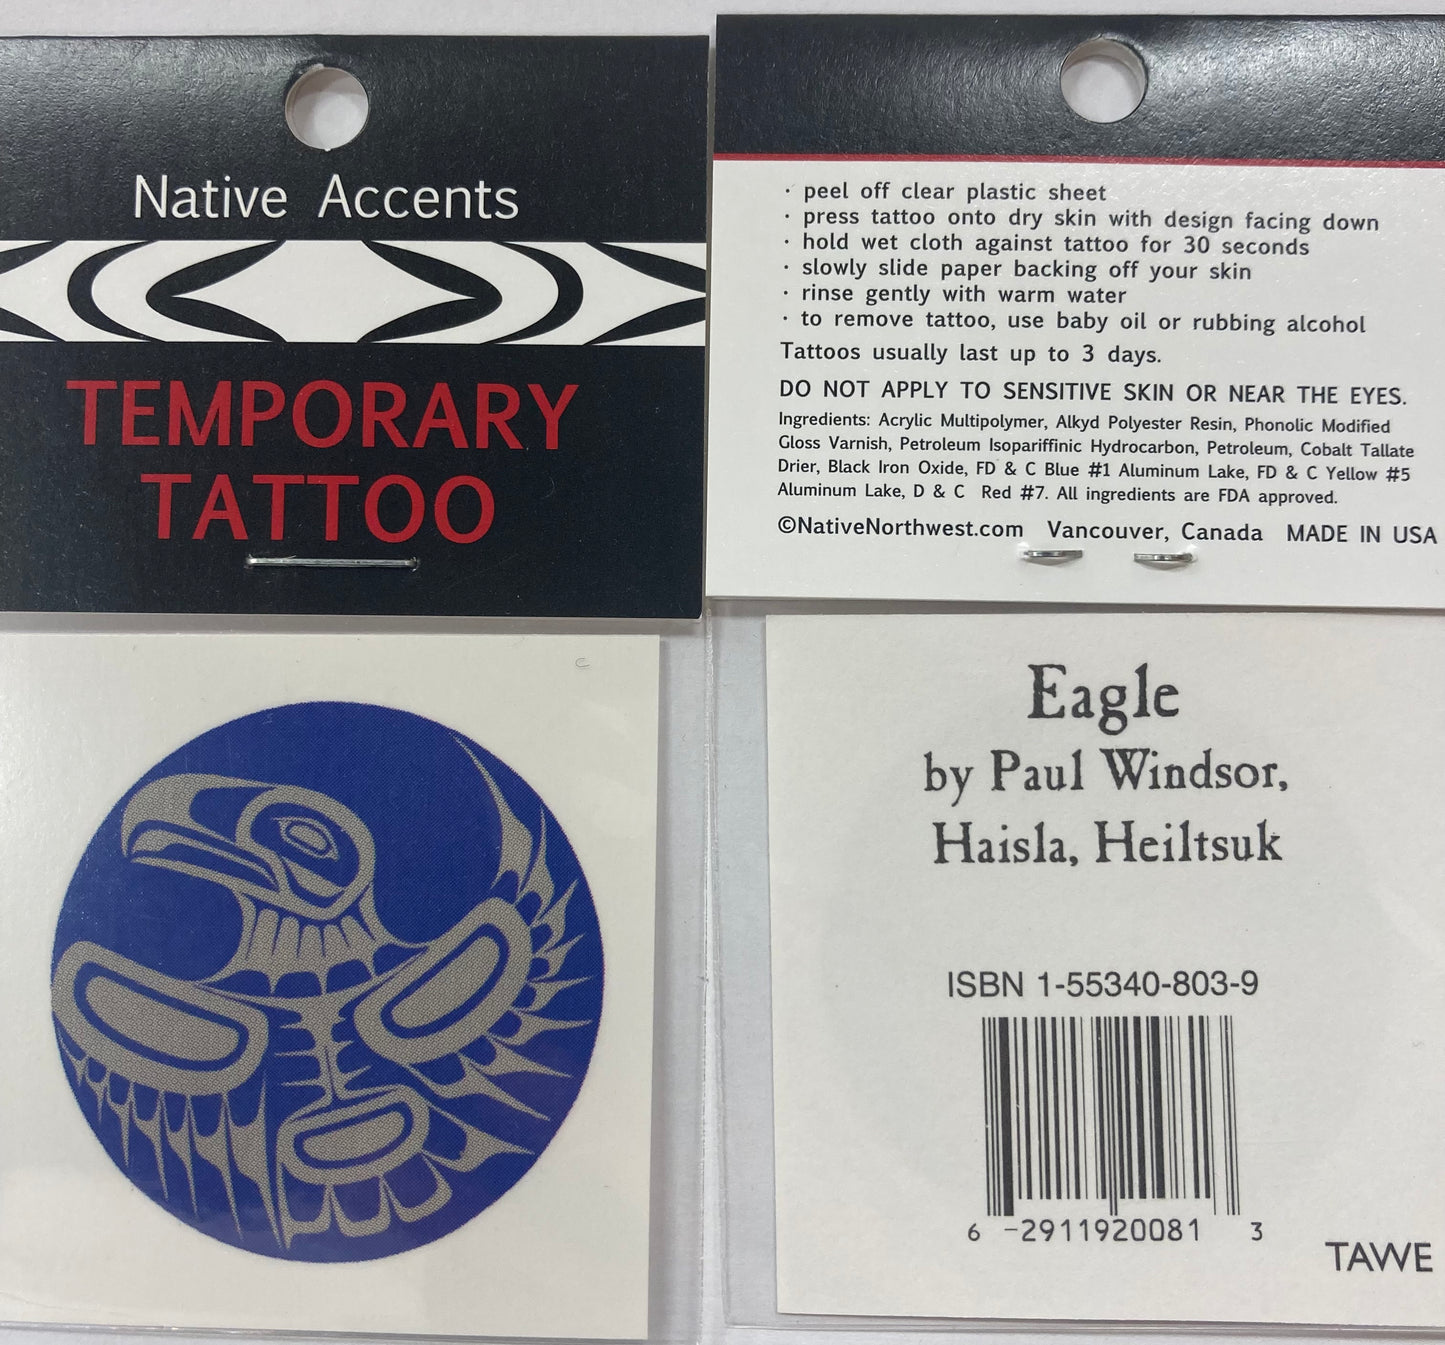 Native Accents
TEMPORARY
TATTOO
· peel off clear plastic sheet
· press tattoo onto dry skin with design facing down
· hold wet cloth against tattoo for 30 seconds
· slowly slide paper backing off your skin
· rinse gently with warm water
· to remove tattoo, use baby oil or rubbing alcohol
Tattoos usually last up to 3 days.
DO NOT APPLY TO SENSITIVE SKIN OR NEAR THE EYES.
Ingredients: Acrylic Multipolymer, Alkyd Polyester Resin, Phonolic Modified
Gloss Varnish, Petroleum Isopariffinic Hydrocarbon, Petroleum, Cobalt Tallate
Drier, Black Iron Oxide, FD & C Blue #1 Aluminum Lake, FD & C Yellow #5
Aluminum Lake, D & C Red #7. All ingredients are FDA approved.
©NativeNorthwest.com Vancouver, Canada MADE IN USA
c
Eagle
by Paul Windsor,
Haisla, Heiltsuk
ISBN 1-55340-803-9
6 -2911920081 3
TAWE